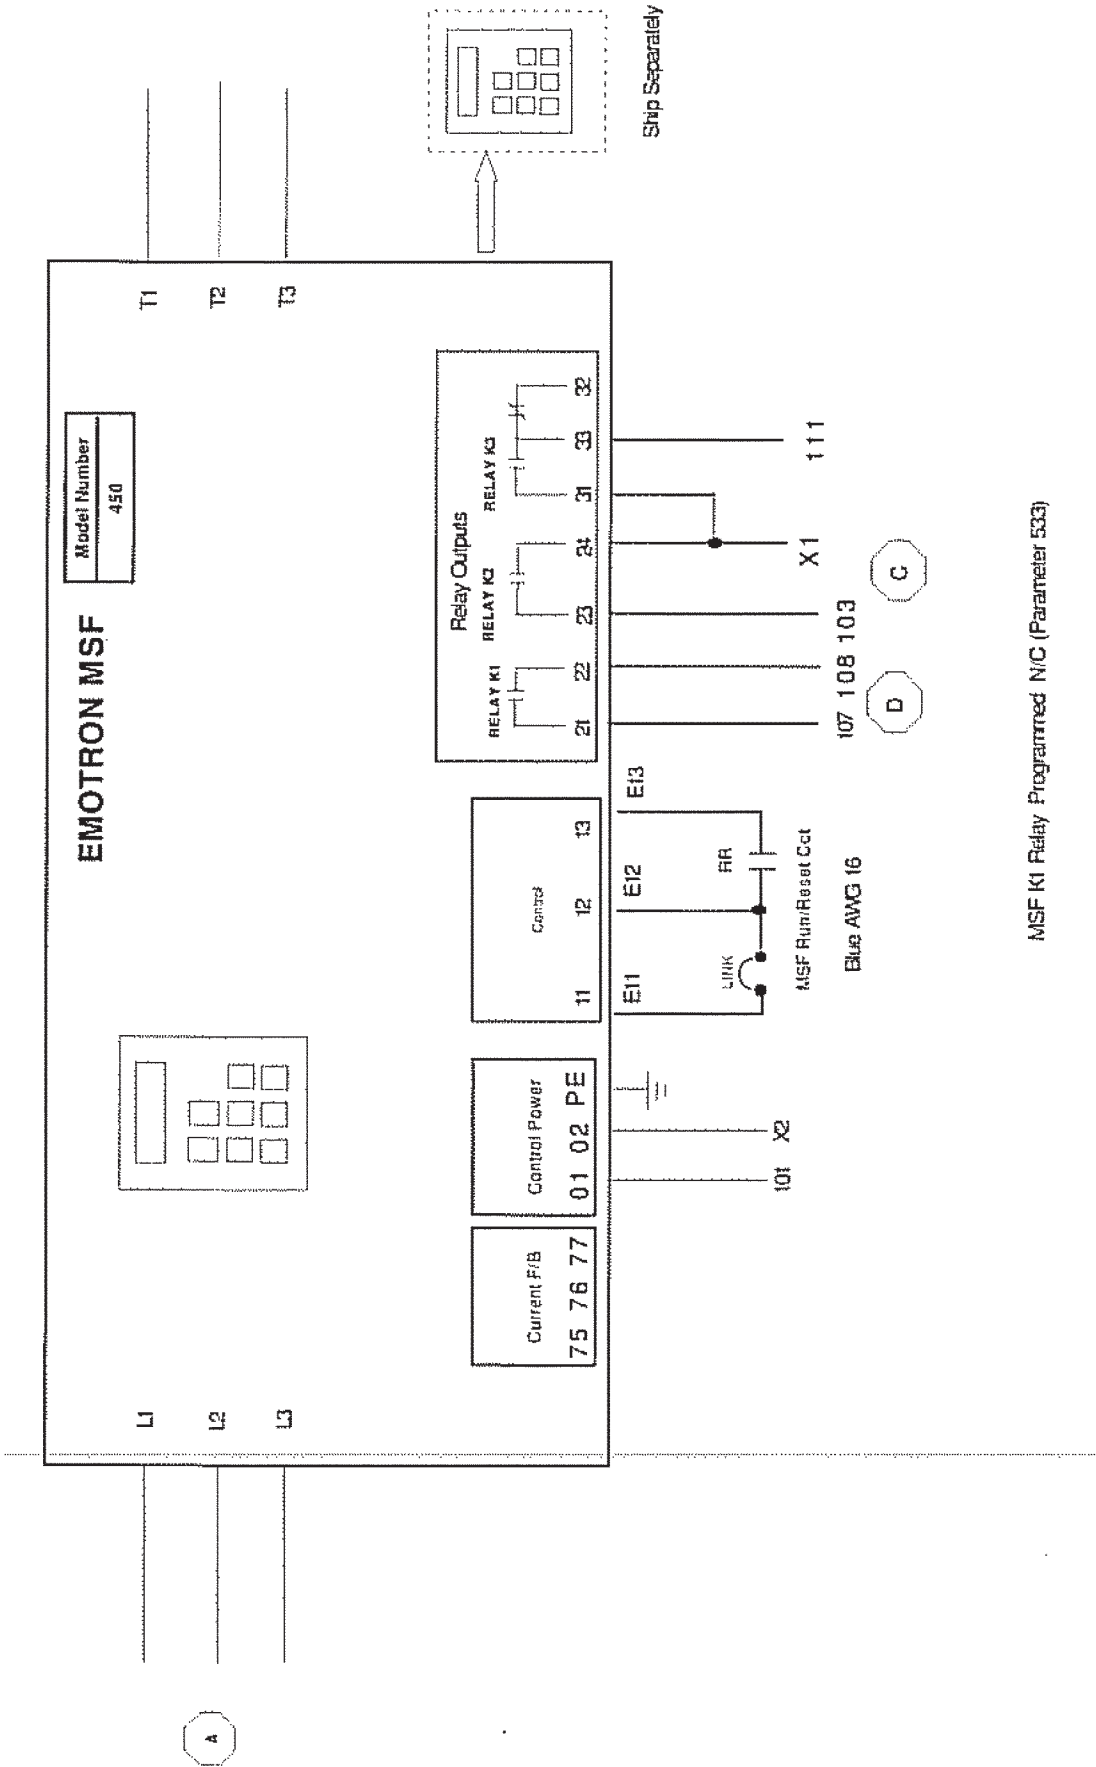 EMOTRON MSF
Model Number
450
L1
L2
L3
T1
T2
T3
Current F/B
75 76 77
Control Power
01 02 PE
Control
11 12 13
Relay Outputs
RELAY K1
RELAY K2
RELAY K3
21 22 23 24 31 33 32
101
X2
E11
E12
E13
LINK
RR
MSF Run/Reset Cct
Blue AWG 16
107 108 103
X1
111
A
D
C
Ship Separately
MSF K1 Relay Programmed N/C (Parameter 533)